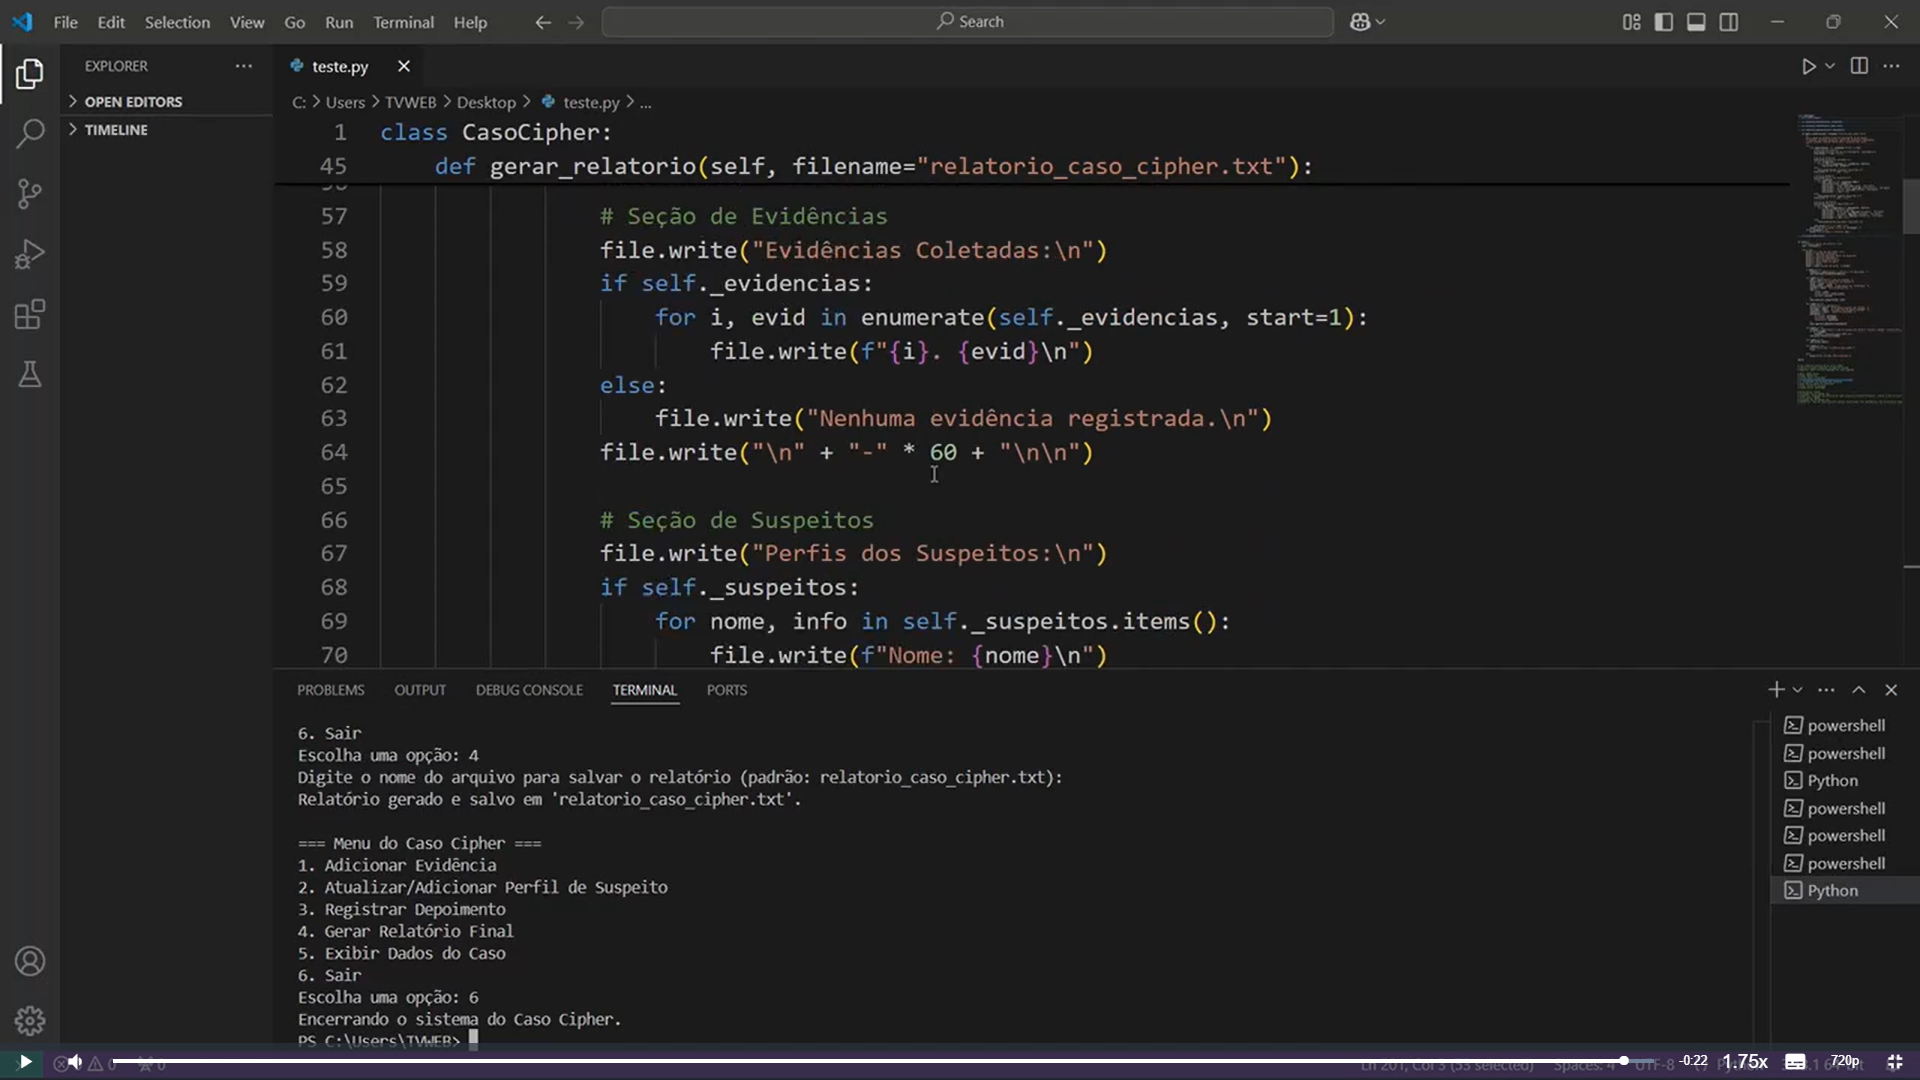 File Edit Selection View Go Run Terminal Help Search
EXPLORER
OPEN EDITORS
TIMELINE
teste.py
C: > Users > TVWEB > Desktop > teste.py > ...
1 class CasoCipher:
45 def gerar_relatorio(self, filename="relatorio_caso_cipher.txt"):
57 # Seção de Evidências
58 file.write("Evidências Coletadas:\n")
59 if self._evidencias:
60 for i, evid in enumerate(self._evidencias, start=1):
61 file.write(f"{i}. {evid}\n")
62 else:
63 file.write("Nenhuma evidência registrada.\n")
64 file.write("\n" + "-" * 60 + "\n\n")
65
66 # Seção de Suspeitos
67 file.write("Perfis dos Suspeitos:\n")
68 if self._suspeitos:
69 for nome, info in self._suspeitos.items():
70 file.write(f"Nome: {nome}\n")
PROBLEMS OUTPUT DEBUG CONSOLE TERMINAL PORTS
6. Sair
Escolha uma opção: 4
Digite o nome do arquivo para salvar o relatório (padrão: relatorio_caso_cipher.txt):
Relatório gerado e salvo em 'relatorio_caso_cipher.txt'.
=== Menu do Caso Cipher ===
1. Adicionar Evidência
2. Atualizar/Adicionar Perfil de Suspeito
3. Registrar Depoimento
4. Gerar Relatório Final
5. Exibir Dados do Caso
6. Sair
Escolha uma opção: 6
Encerrando o sistema do Caso Cipher.
PS C:\Users\TVWEB>
powershell
powershell
Python
powershell
powershell
powershell
Python
-0:22 1.75x 720p